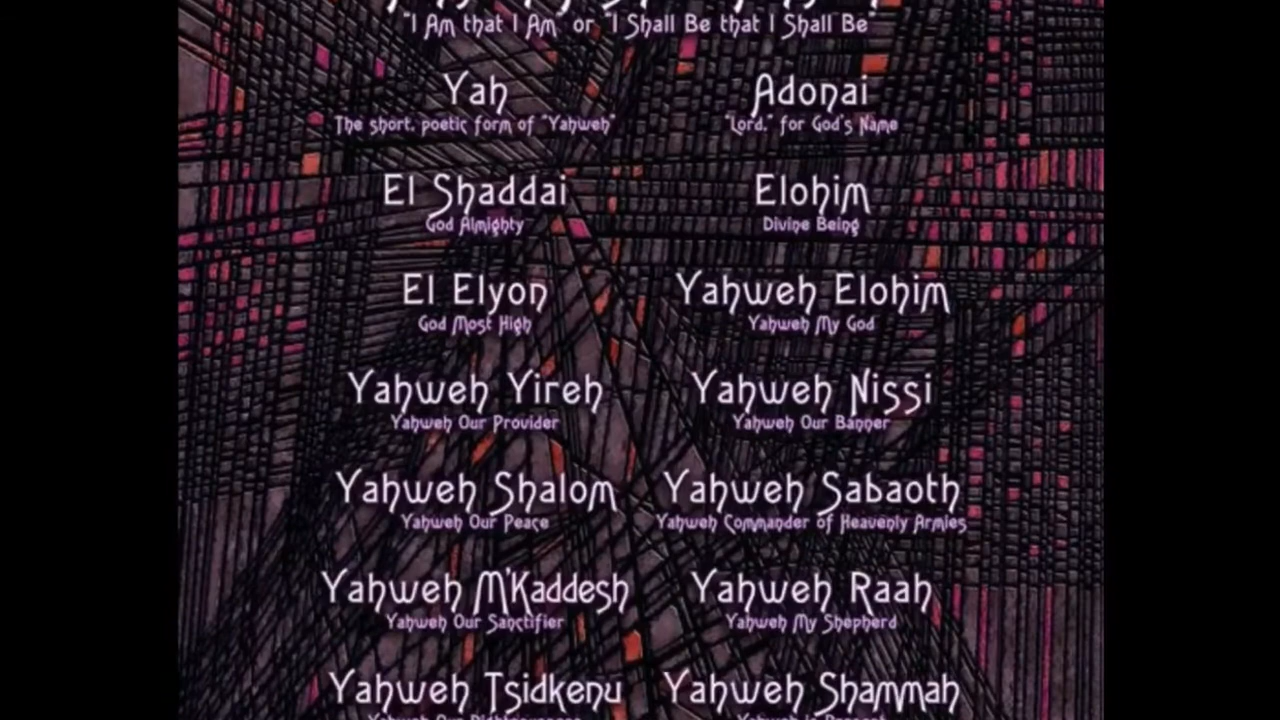 "I Am that I Am" or "I Shall Be that I Shall Be"
Yah
The short, poetic form of "Yahweh"
Adonai
"Lord," for God's Name
El Shaddai
God Almighty
Elohim
Divine Being
El Elyon
God Most High
Yahweh Elohim
Yahweh My God
Yahweh Yireh
Yahweh Our Provider
Yahweh Nissi
Yahweh Our Banner
Yahweh Shalom
Yahweh Our Peace
Yahweh Sabaoth
Yahweh Commander of Heavenly Armies
Yahweh M'Kaddesh
Yahweh Our Sanctifier
Yahweh Raah
Yahweh My Shepherd
Yahweh Tsidkenu
Yahweh Shammah